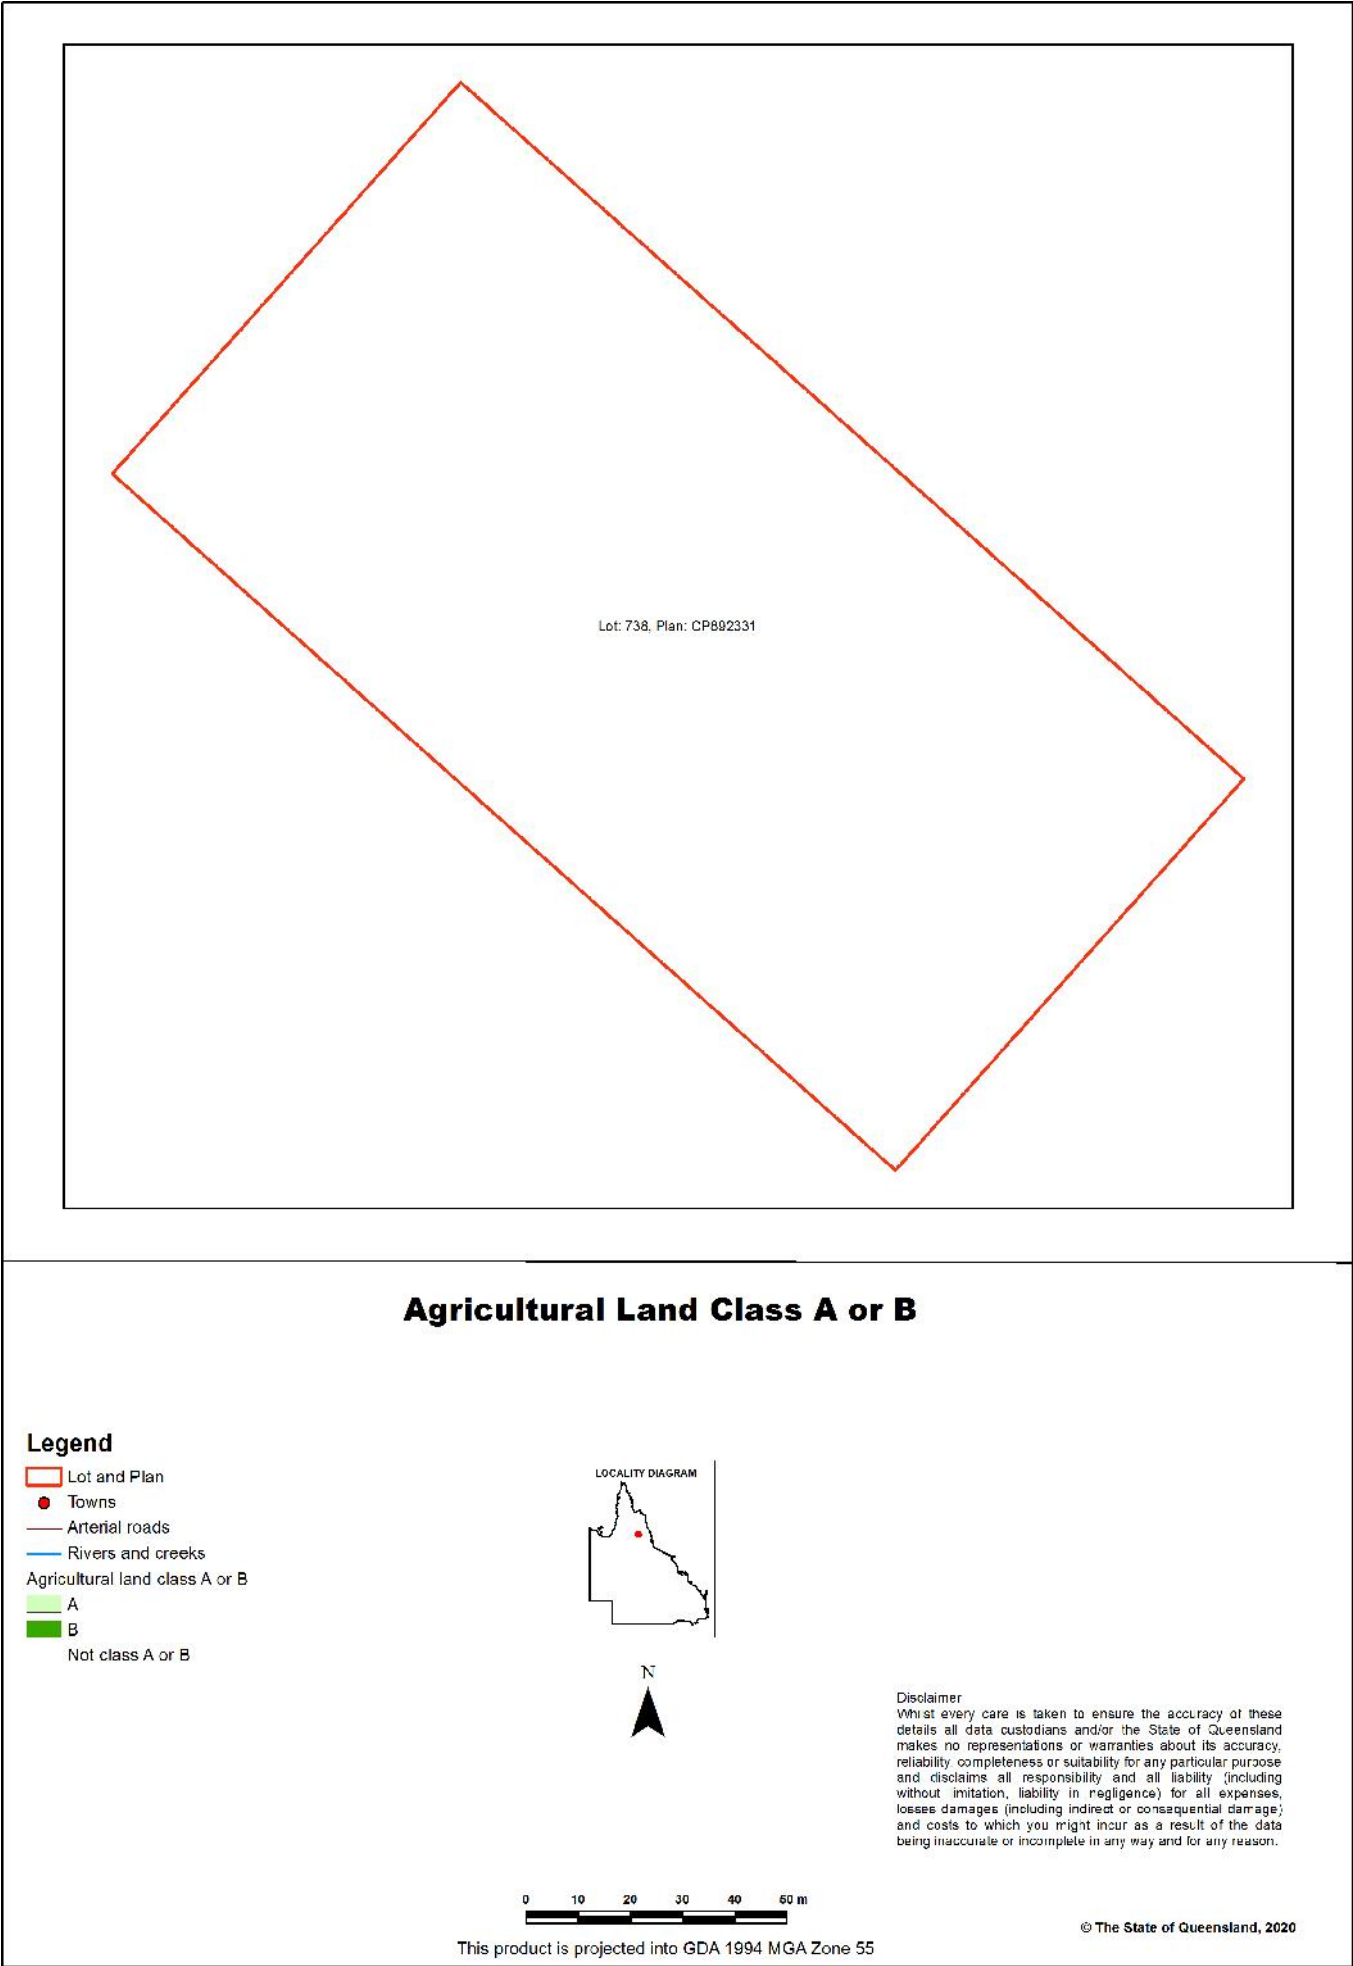 Lot: 738, Plan: CP892331
Agricultural Land Class A or B
Legend
Lot and Plan
Towns
Arterial roads
Rivers and creeks
Agricultural land class A or B
A
B
Not class A or B
LOCALITY DIAGRAM
N
Disclaimer
Whilst every care is taken to ensure the accuracy of these
details all data custodians and/or the State of Queensland
makes no representations or warranties about its accuracy,
reliability, completeness or suitability for any particular purpose
and disclaims all responsibility and all liability (including
without imitation, liability in negligence) for all expenses,
losses damages (including indirect or consequential damage)
and costs to which you might incur as a result of the data
being inaccurate or incomplete in any way and for any reason.
0 10 20 30 40 50 m
© The State of Queensland, 2020
This product is projected into GDA 1994 MGA Zone 55